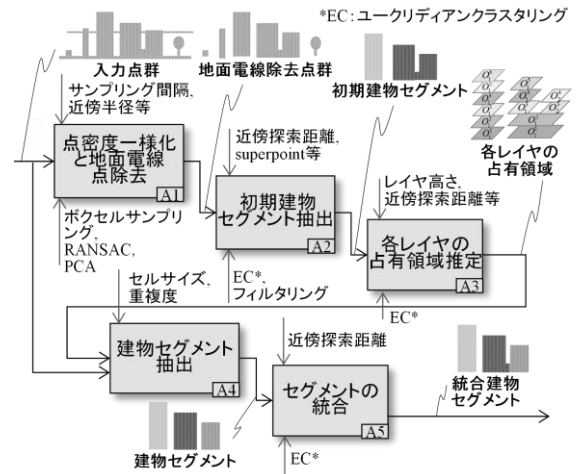 *EC:ユークリディアンクラスタリング
入力点群
地面電線除去点群
初期建物
セグメント
各レイヤの
占有領域
サンプリング間隔,
近傍半径等
点密度一様化
と地面電線
点除去
A1
ボクセルサンプリ
ング,
RANSAC,
PCA
近傍探索距離,
superpoint等
初期建物
セグメント抽出
A2
EC*,
フィルタリング
レイヤ高さ,
近傍探索距離等
各レイヤの
占有領域推定
A3
EC*
セルサイズ,
重複度
建物セグメント
抽出
A4
建物セグメント
近傍探索距離
セグメントの
統合
A5
EC*
統合建物
セグメント